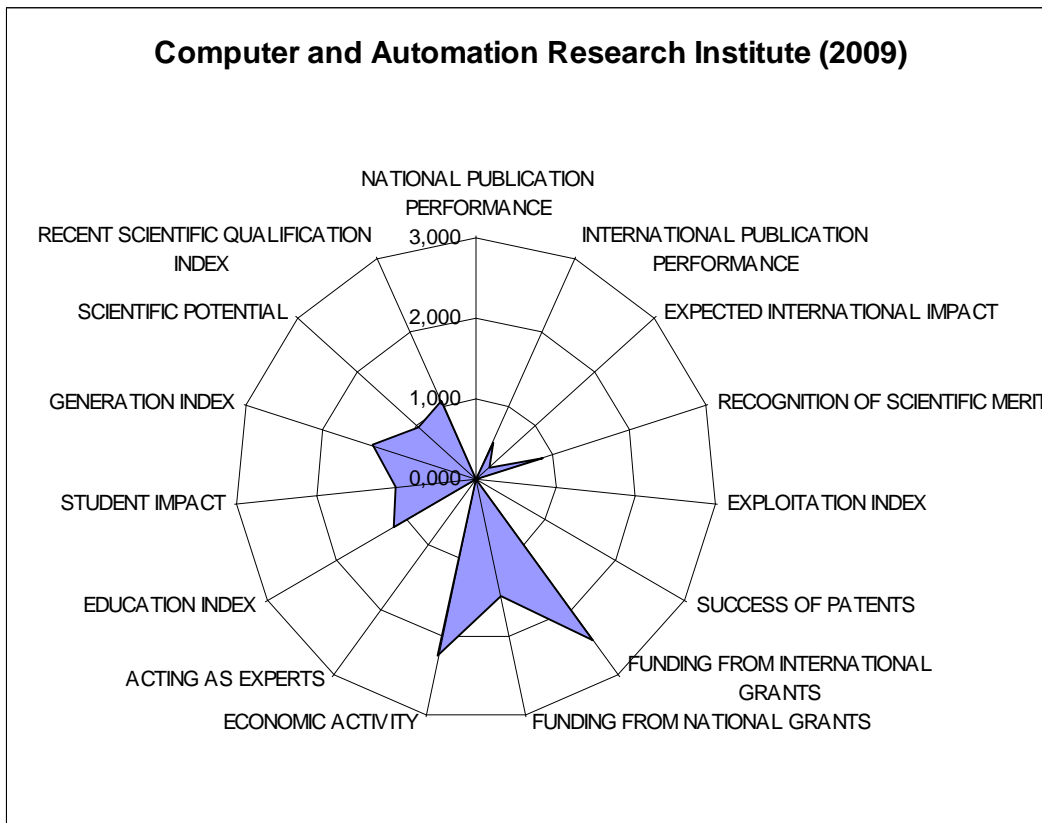 Computer and Automation Research Institute (2009)
NATIONAL PUBLICATION
PERFORMANCE
INTERNATIONAL PUBLICATION
PERFORMANCE
EXPECTED INTERNATIONAL IMPACT
RECOGNITION OF SCIENTIFIC MERIT
EXPLOITATION INDEX
SUCCESS OF PATENTS
FUNDING FROM INTERNATIONAL
GRANTS
FUNDING FROM NATIONAL GRANTS
ECONOMIC ACTIVITY
ACTING AS EXPERTS
EDUCATION INDEX
STUDENT IMPACT
GENERATION INDEX
SCIENTIFIC POTENTIAL
RECENT SCIENTIFIC QUALIFICATION
INDEX
3,000
2,000
1,000
0,000